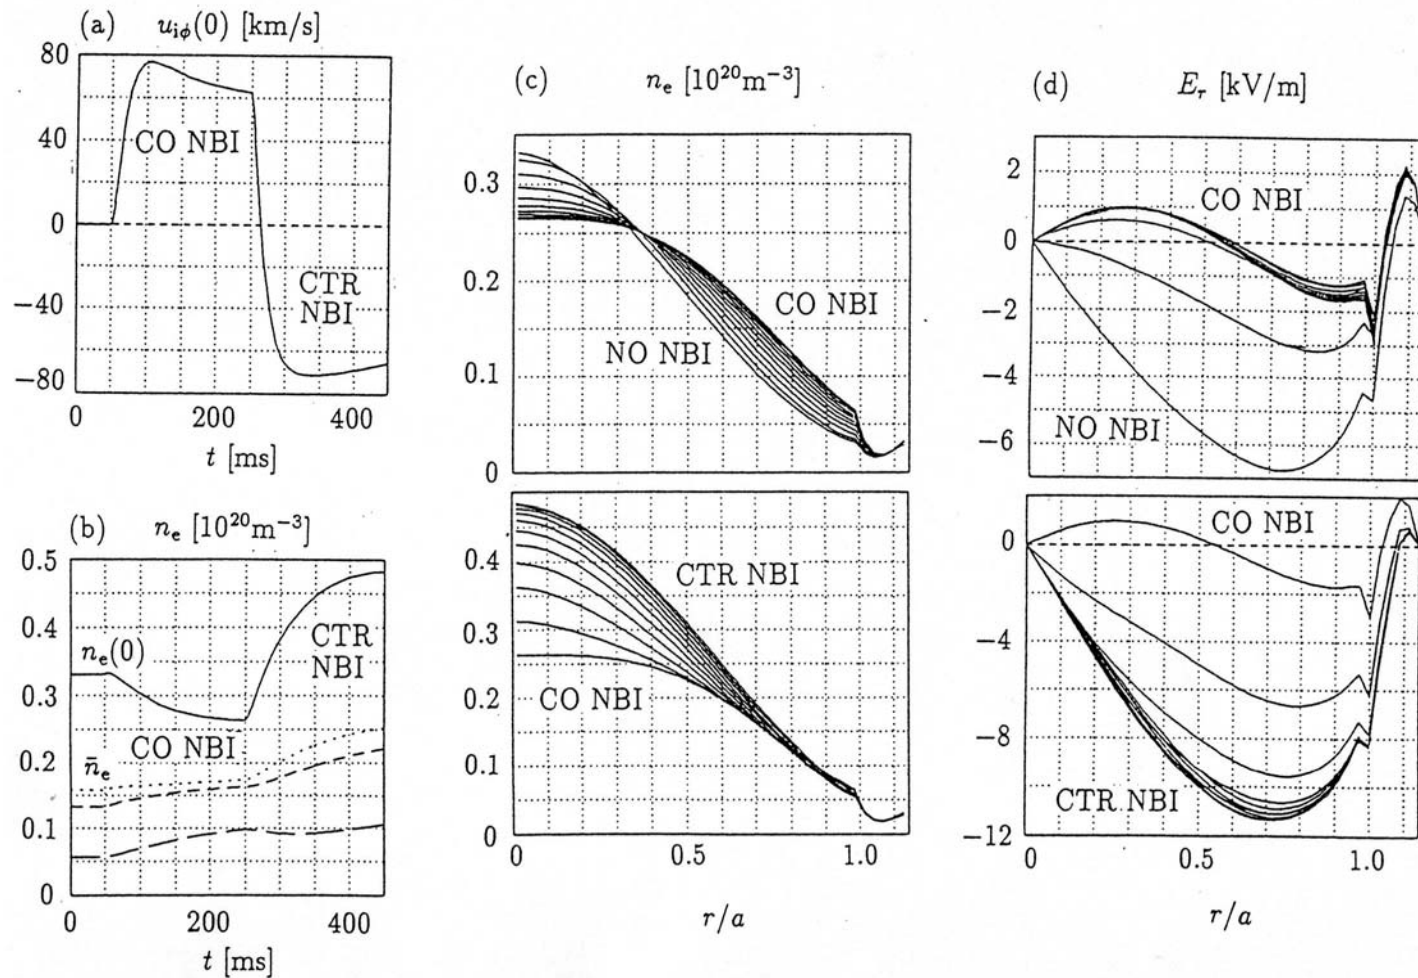 (a) u_{iϕ}(0) [km/s]
80
40
0
−40
−80
CO NBI
CTR
NBI
0 200 400
t [ms]
(b) n_e [10^{20}m^{−3}]
0.5
0.4
0.3
0.2
0.1
0
n_e(0)
CTR
NBI
CO NBI
n̄_e
0 200 400
t [ms]
(c) n_e [10^{20}m^{−3}]
0.3
0.2
0.1
0
CO NBI
NO NBI
0.4
0.3
0.2
0.1
0
CTR NBI
CO NBI
0 0.5 1.0
r/a
(d) E_r [kV/m]
2
0
−2
−4
−6
CO NBI
NO NBI
0
−4
−8
−12
CO NBI
CTR NBI
0 0.5 1.0
r/a